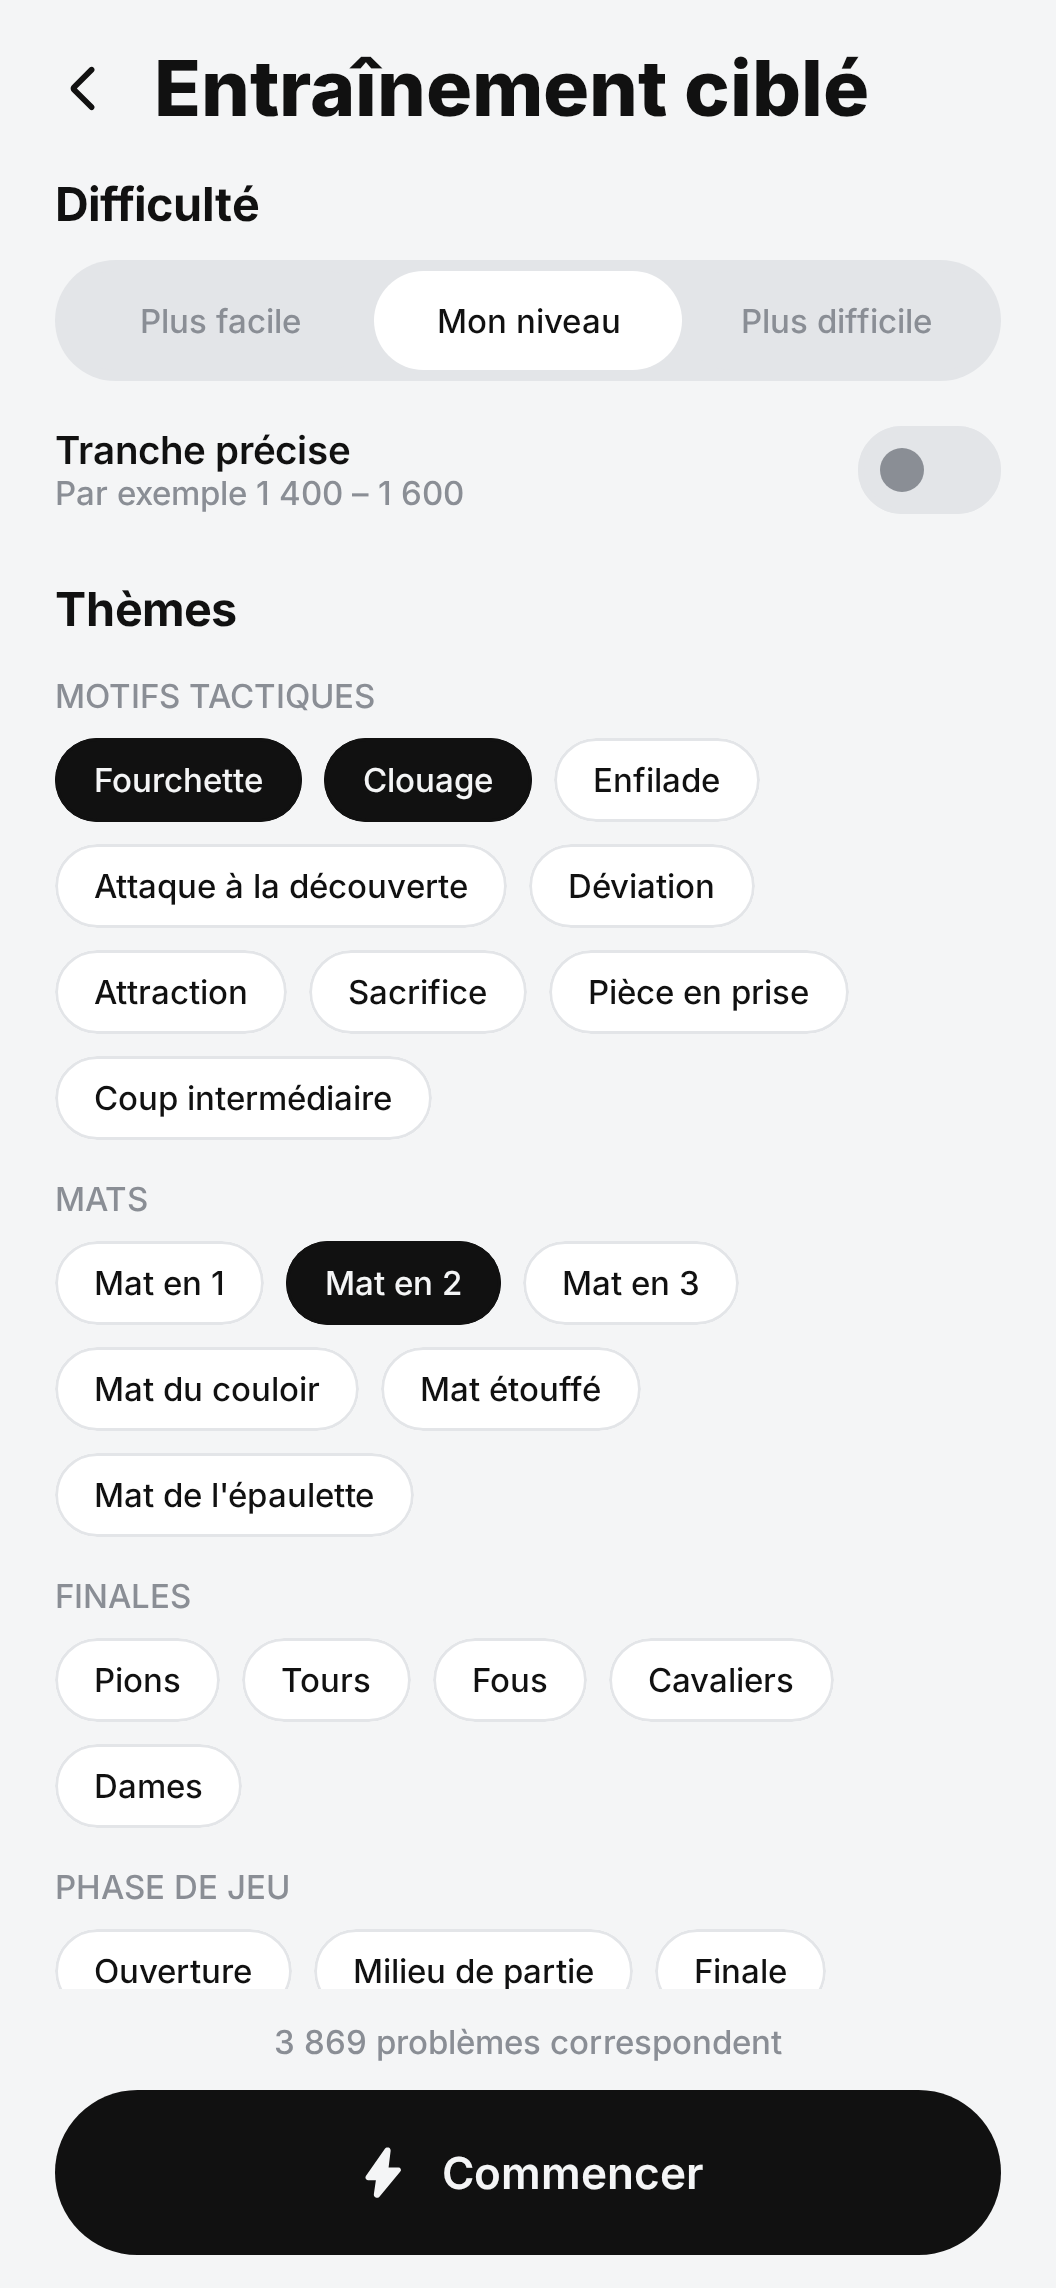 Entraînement ciblé
Difficulté
Plus facile
Mon niveau
Plus difficile
Tranche précise
Par exemple 1 400 – 1 600
Thèmes
MOTIFS TACTIQUES
Fourchette
Clouage
Enfilade
Attaque à la découverte
Déviation
Attraction
Sacrifice
Pièce en prise
Coup intermédiaire
MATS
Mat en 1
Mat en 2
Mat en 3
Mat du couloir
Mat étouffé
Mat de l'épaulette
FINALES
Pions
Tours
Fous
Cavaliers
Dames
PHASE DE JEU
Ouverture
Milieu de partie
Finale
3 869 problèmes correspondent
Commencer